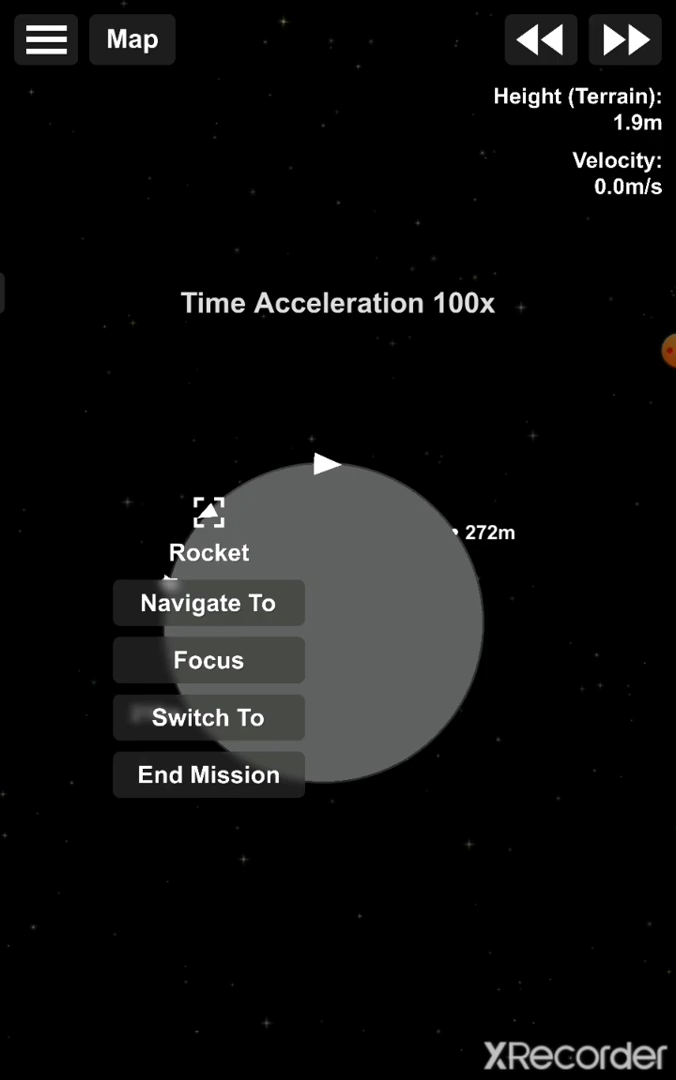 Map
Height (Terrain):
1.9m
Velocity:
0.0m/s
Time Acceleration 100x
272m
Rocket
Navigate To
Focus
Switch To
End Mission
XRecorder